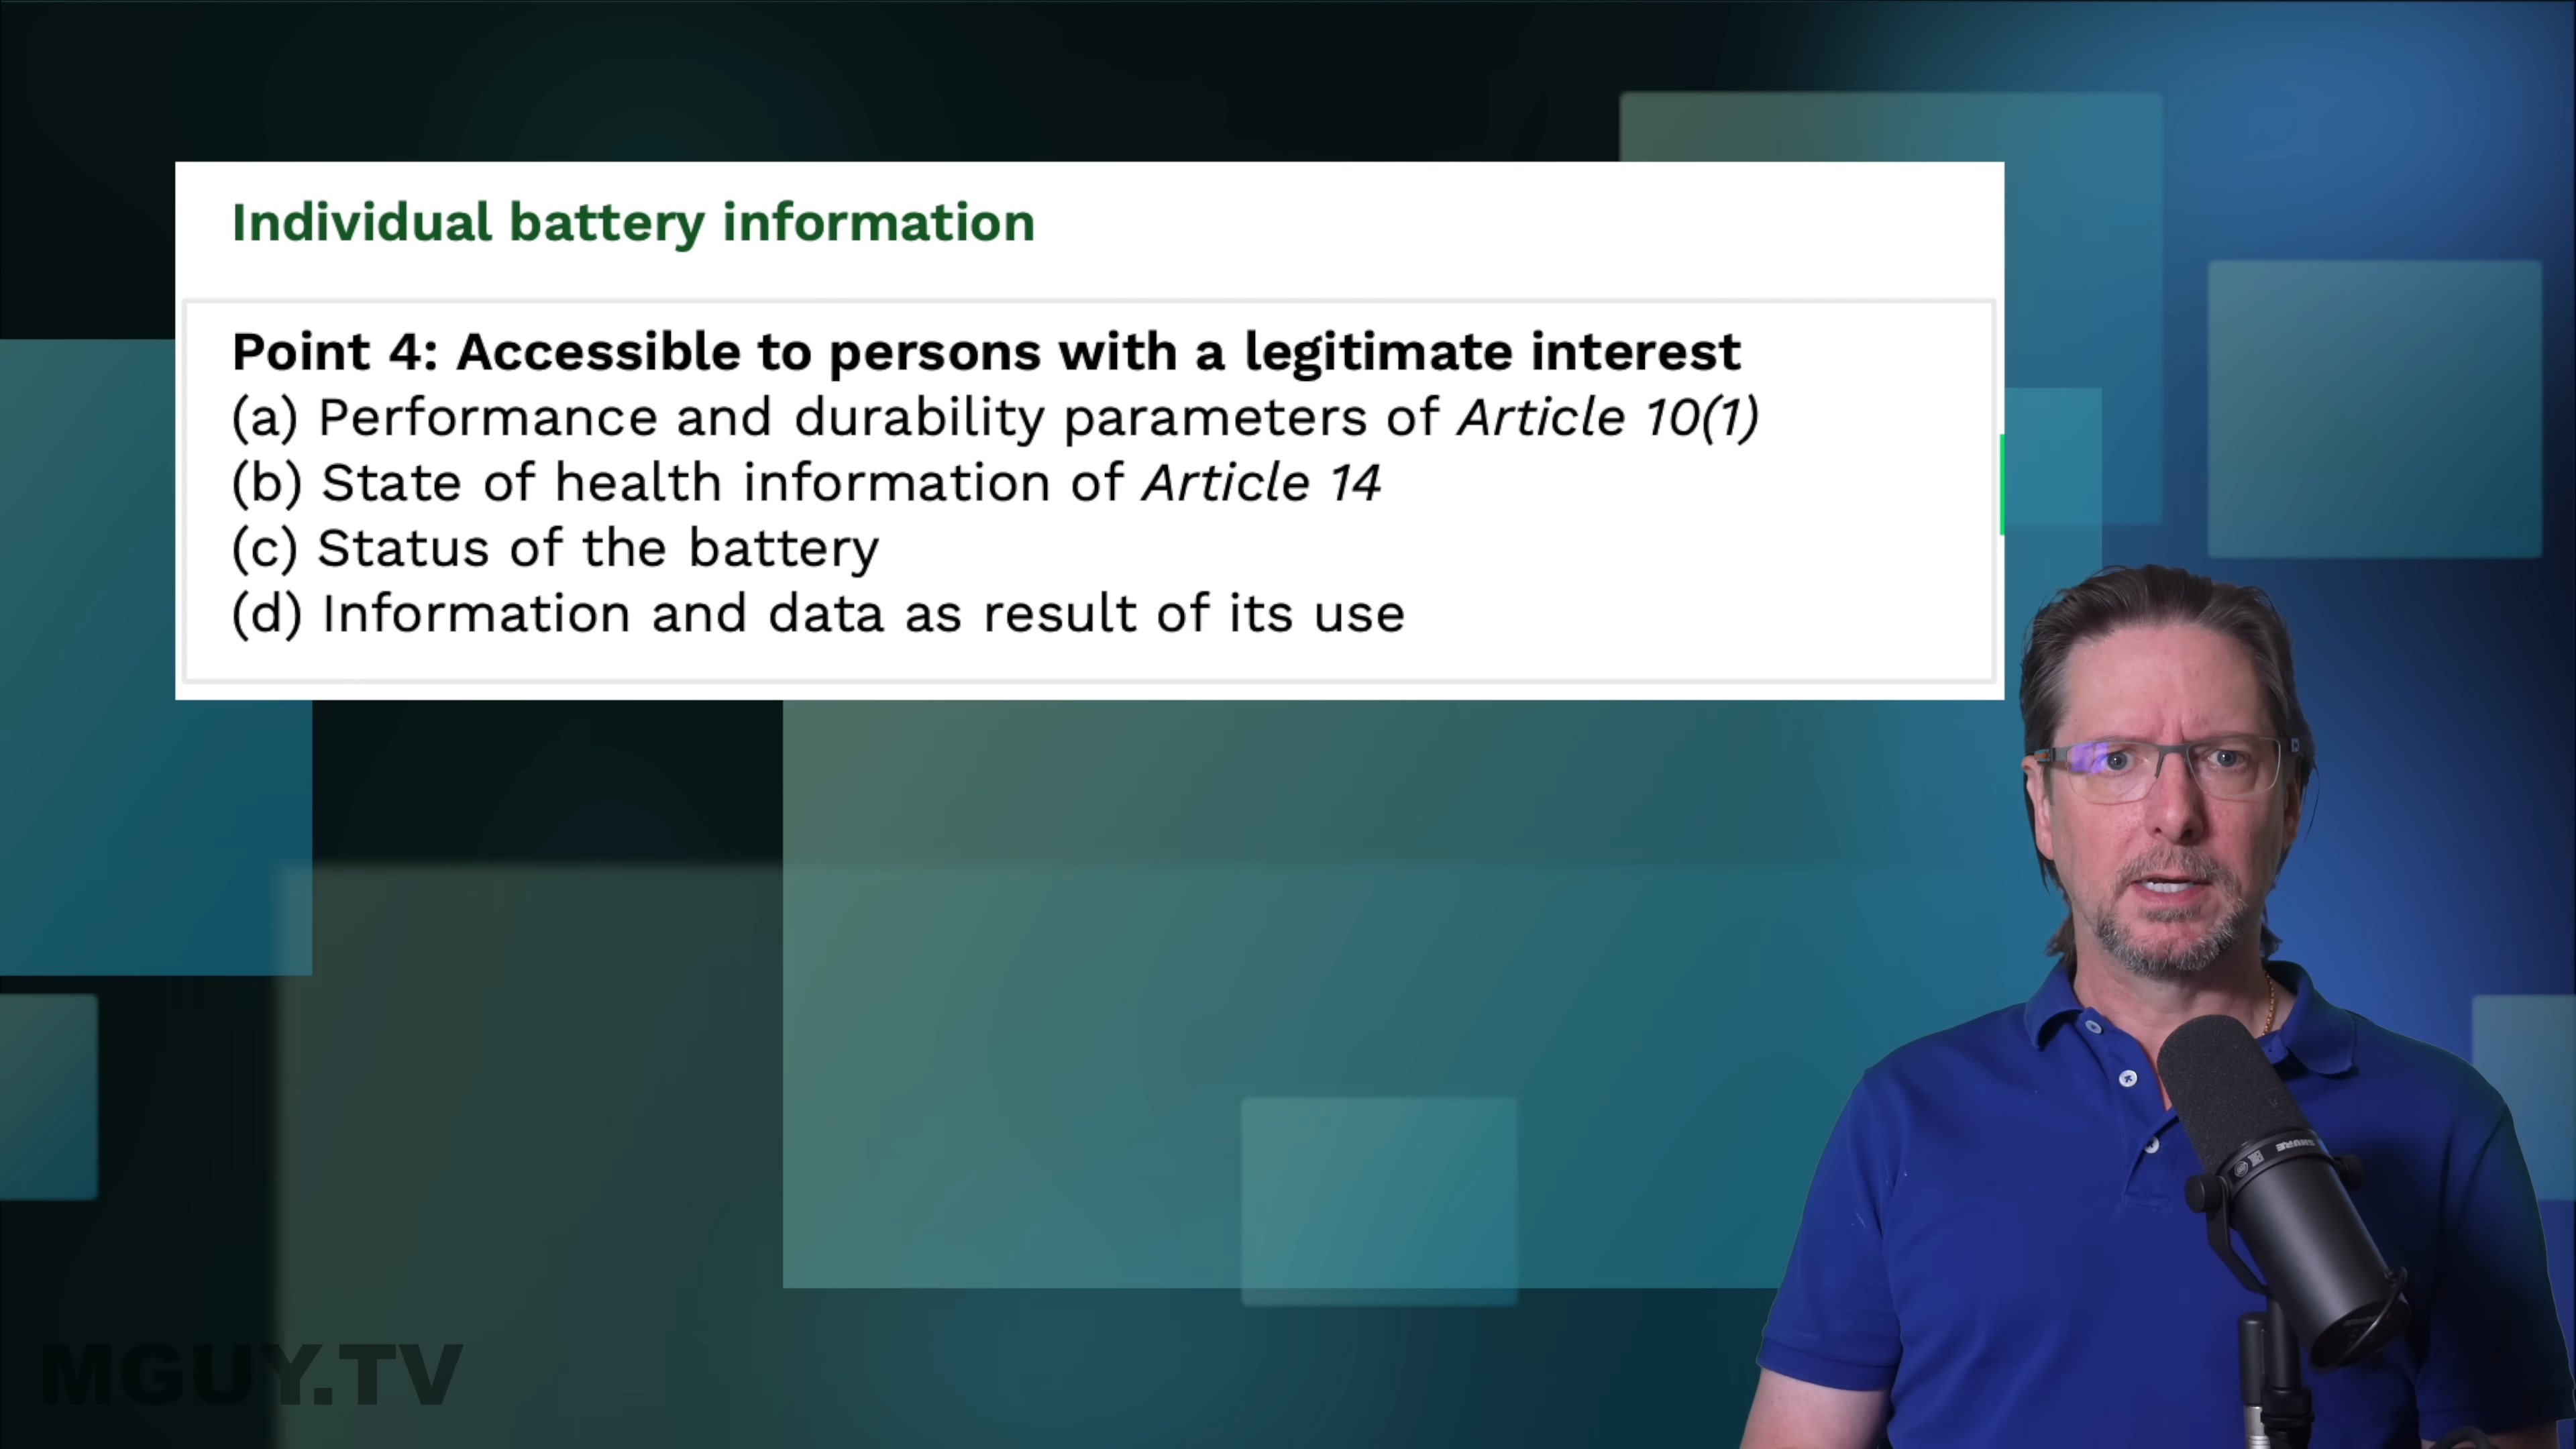 Individual battery information
Point 4: Accessible to persons with a legitimate interest
(a) Performance and durability parameters of Article 10(1)
(b) State of health information of Article 14
(c) Status of the battery
(d) Information and data as result of its use
SHURE
MGUY.TV